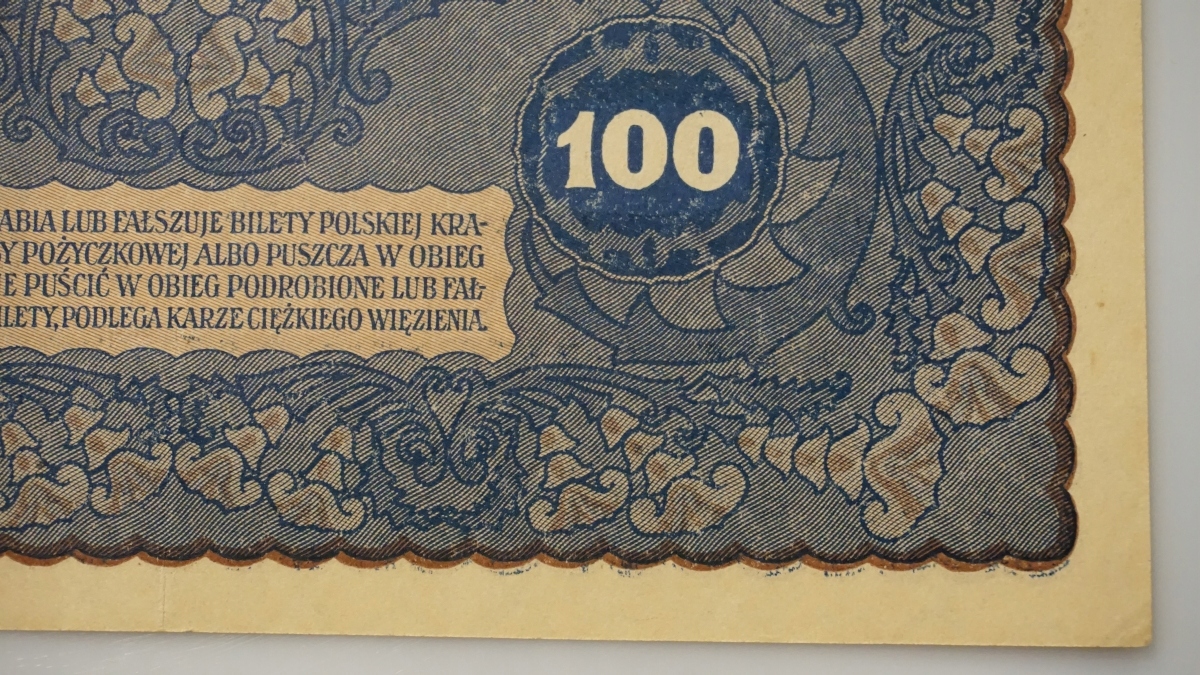 100
ABIA LUB FAŁSZUJE BILETY POLSKIEJ KRA-
Y POŻYCZKOWEJ ALBO PUSZCZA W OBIEG
E PUŚCIĆ W OBIEG PODROBIONE LUB FAŁ-
ILETY, PODLEGA KARZE CIĘŻKIEGO WIĘZIENIA.